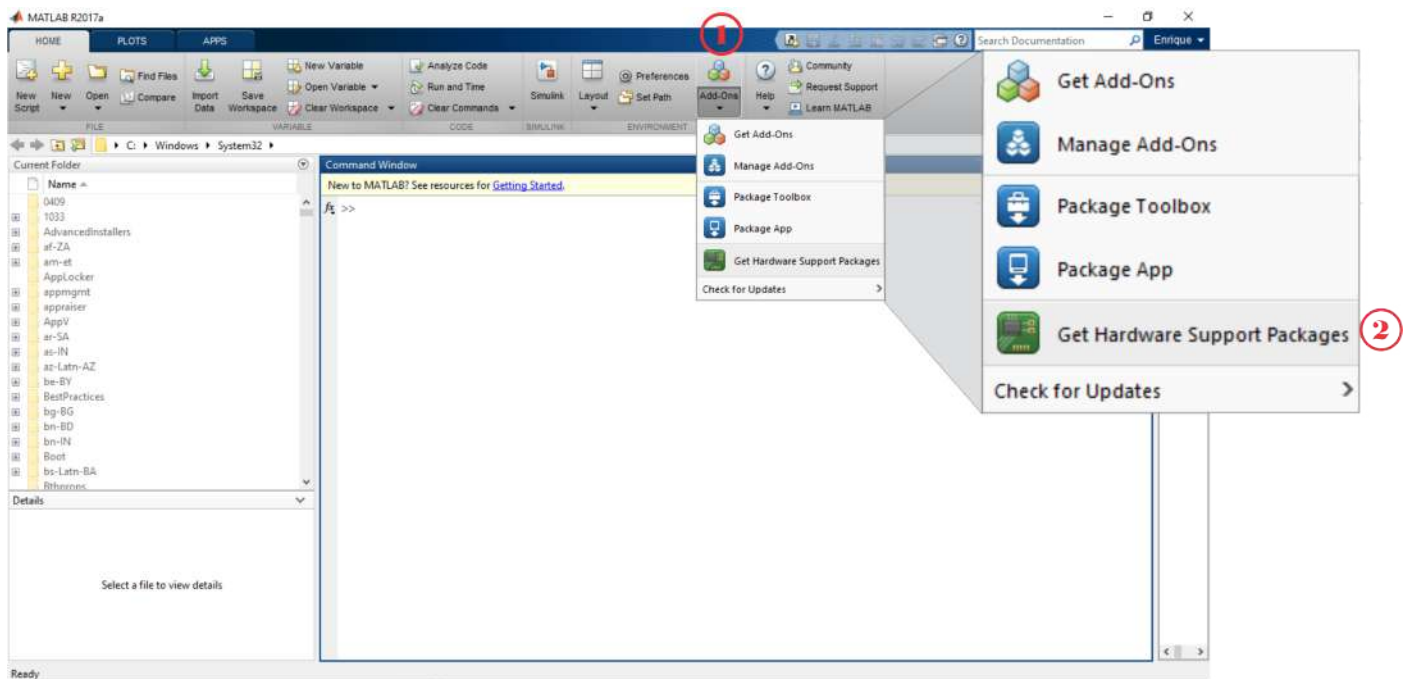 MATLAB R2017a
HOME PLOTS APPS
1
Search Documentation
Enrique
New Script
New
Open
Find Files
Compare
Import Data
Save Workspace
New Variable
Open Variable
Clear Workspace
Analyze Code
Run and Time
Clear Commands
Simulink
Layout
Preferences
Set Path
Add-Ons
Help
Community
Request Support
Learn MATLAB
FILE VARIABLE CODE SIMULINK ENVIRONMENT
C: Windows System32
Current Folder
Name
0409
1033
AdvancedInstallers
af-ZA
am-et
AppLocker
appmgmt
appraiser
AppV
ar-SA
as-IN
az-Latn-AZ
be-BY
BestPractices
bg-BG
bn-BD
bn-IN
Boot
bs-Latn-BA
Details
Select a file to view details
Ready
Command Window
New to MATLAB? See resources for Getting Started.
fx >>
Get Add-Ons
Manage Add-Ons
Package Toolbox
Package App
Get Hardware Support Packages
Check for Updates >
Get Add-Ons
Manage Add-Ons
Package Toolbox
Package App
Get Hardware Support Packages
2
Check for Updates >